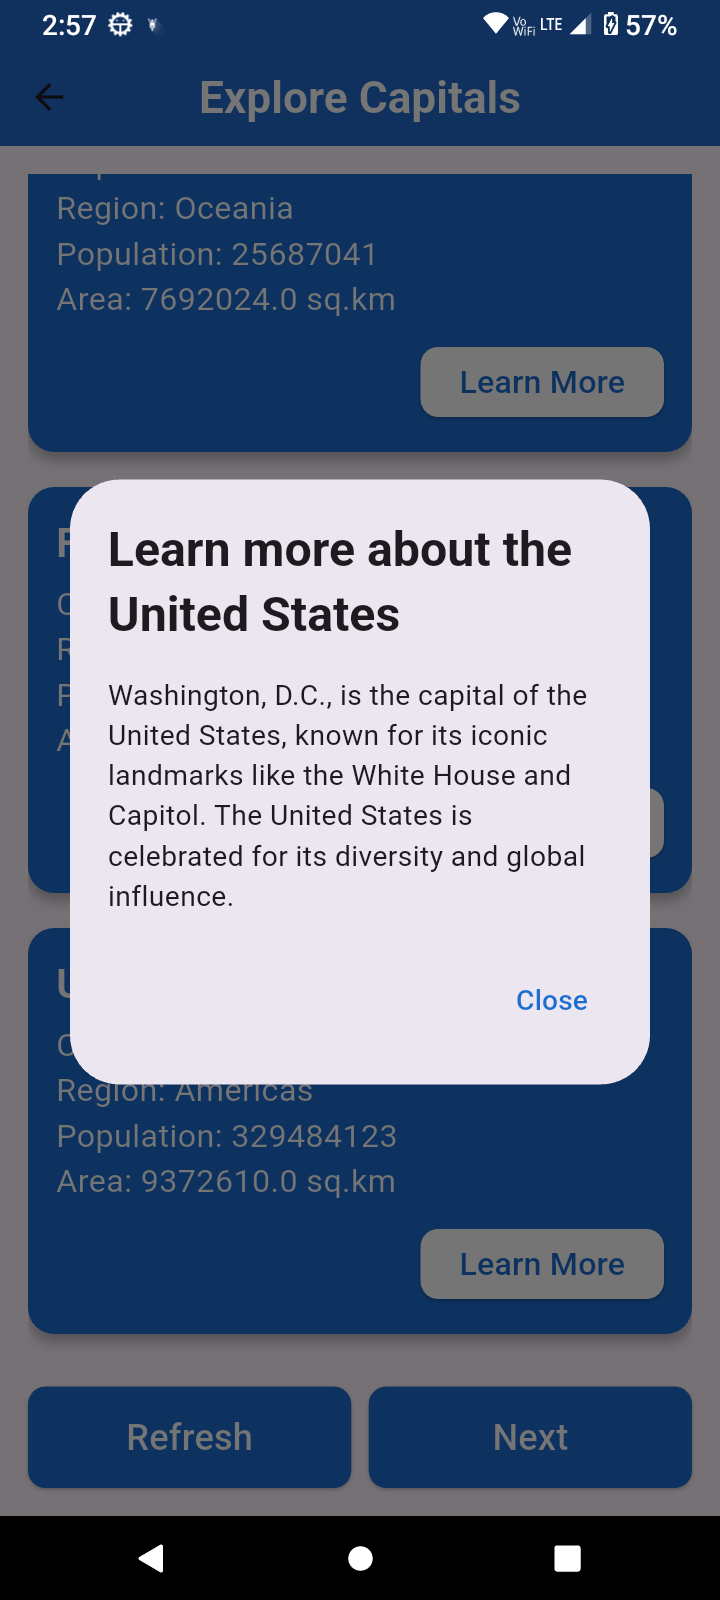 2:57
Vo WiFi LTE 57%
Explore Capitals
Region: Oceania
Population: 25687041
Area: 7692024.0 sq.km
Learn More
Learn more about the
United States
Washington, D.C., is the capital of the
United States, known for its iconic
landmarks like the White House and
Capitol. The United States is
celebrated for its diversity and global
influence.
Close
Region: Americas
Population: 329484123
Area: 9372610.0 sq.km
Learn More
Refresh
Next